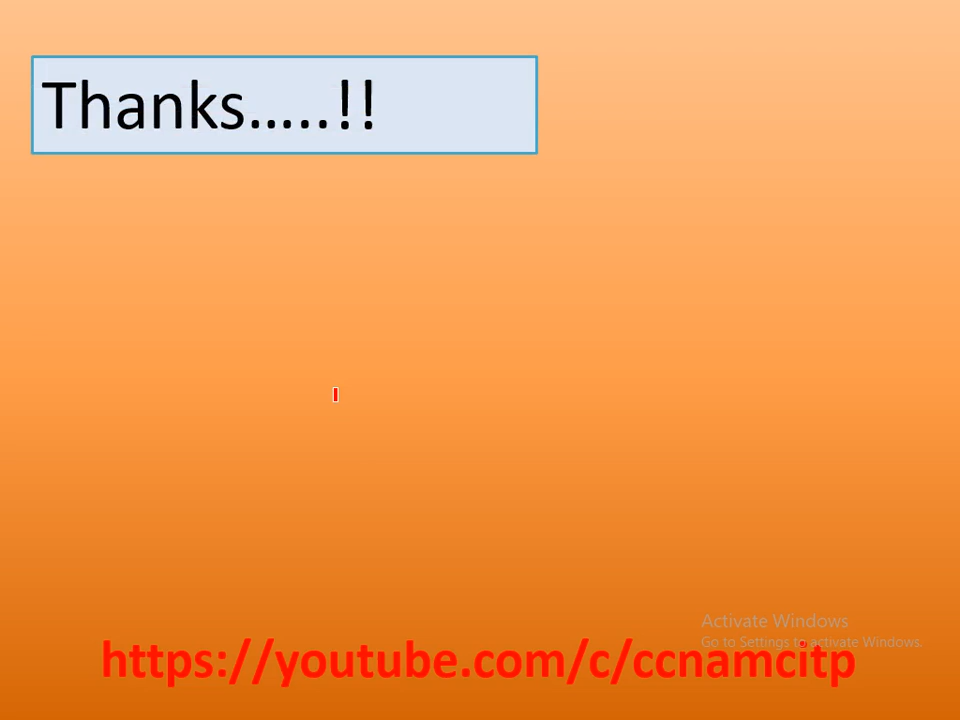 Thanks…..!!
Activate Windows
Go to Settings to activate Windows.
https://youtube.com/c/ccnamcitp